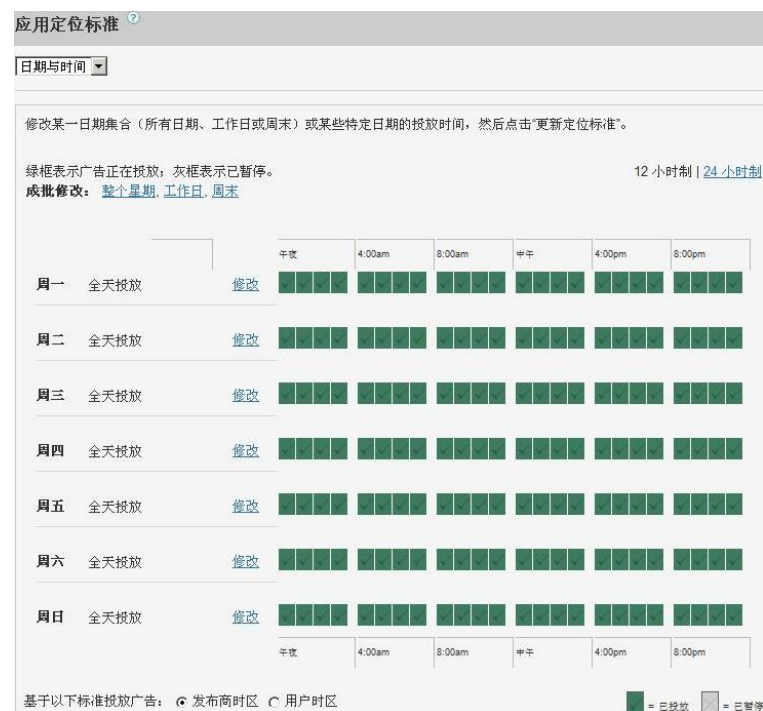 应用定位标准 ?
日期与时间
修改某一日期集合（所有日期、工作日或周末）或某些特定日期的投放时间，然后点击“更新定位标准”。
绿框表示广告正在投放；灰框表示已暂停。
12 小时制 | 24 小时制
成批修改： 整个星期, 工作日, 周末
午夜 4:00am 8:00am 中午 4:00pm 8:00pm
周一 全天投放 修改
周二 全天投放 修改
周三 全天投放 修改
周四 全天投放 修改
周五 全天投放 修改
周六 全天投放 修改
周日 全天投放 修改
午夜 4:00am 8:00am 中午 4:00pm 8:00pm
基于以下标准投放广告： 发布商时区 用户时区
= 已投放 = 已暂停